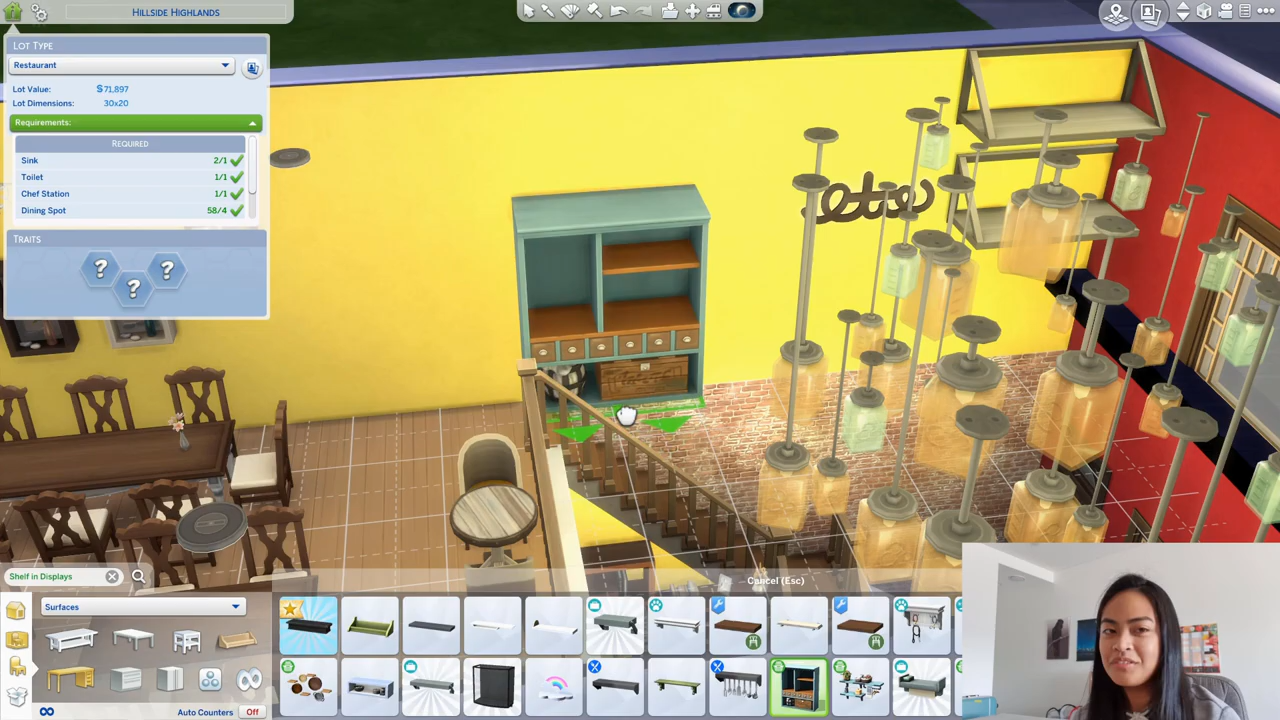 HILLSIDE HIGHLANDS
LOT TYPE
Restaurant
Lot Value:
§71,897
Lot Dimensions:
30x20
Requirements:
REQUIRED
Sink
2/1
Toilet
1/1
Chef Station
1/1
Dining Spot
58/4
TRAITS
?
?
?
Cancel (Esc)
Shelf in Displays
Surfaces
Auto Counters
Off